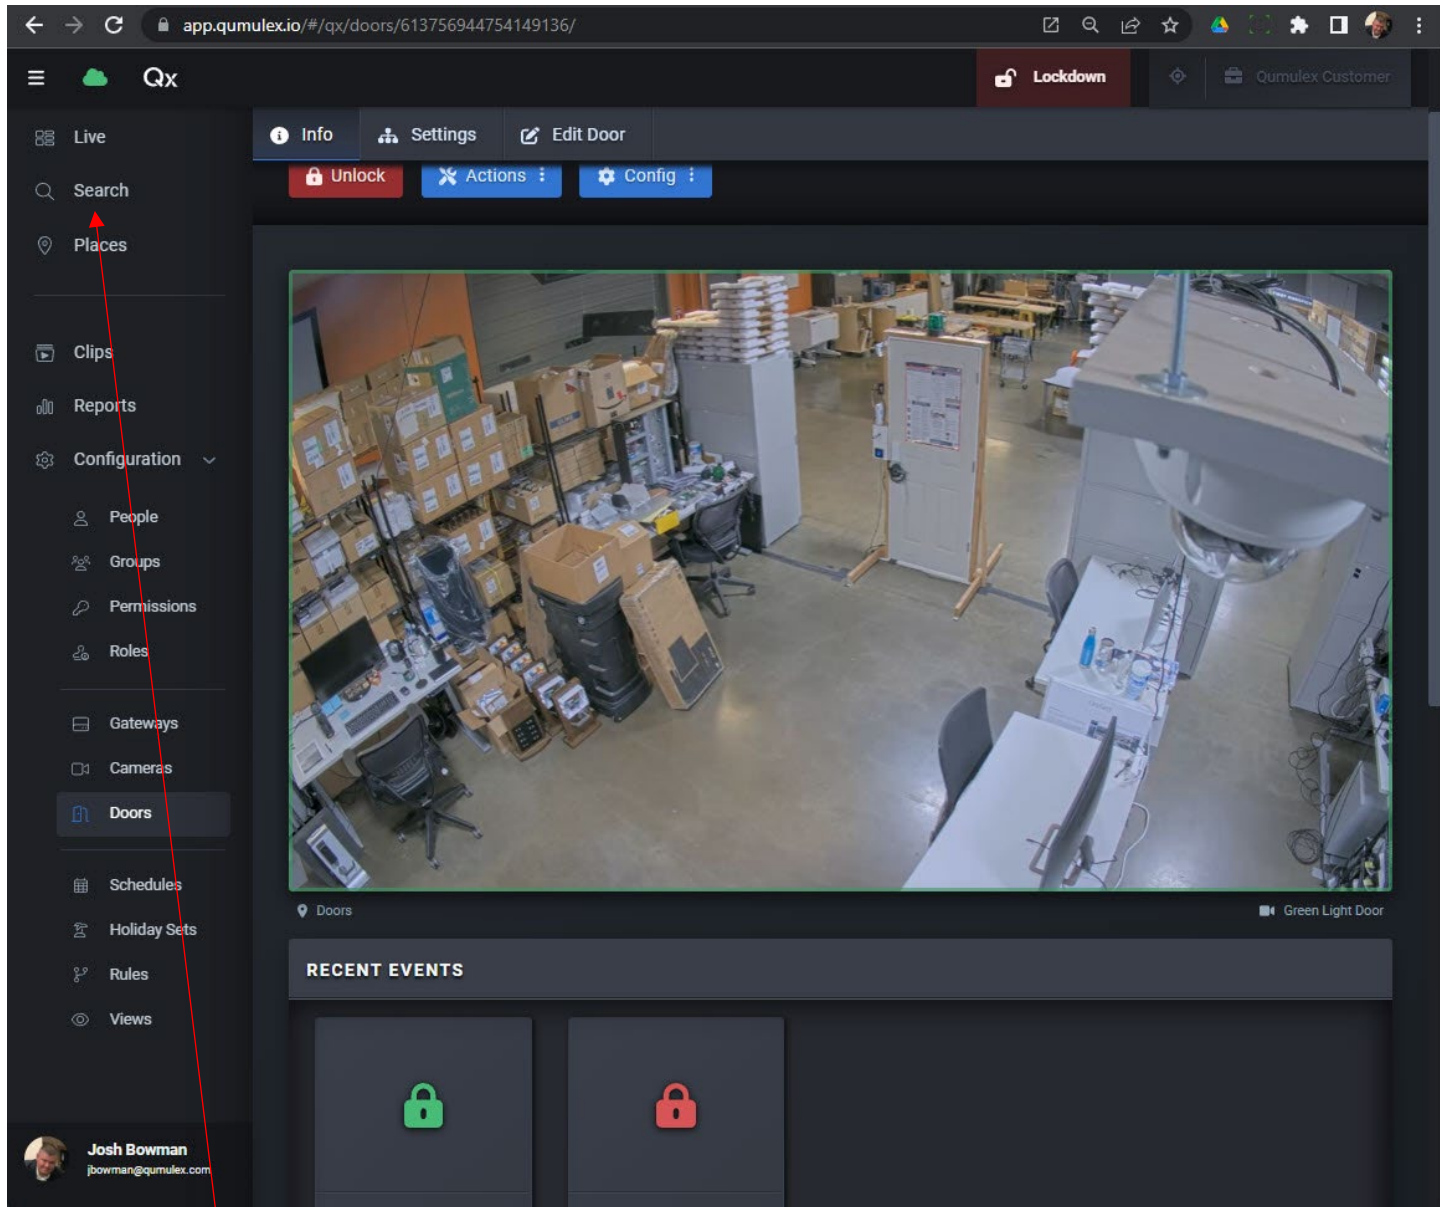 app.qumulex.io/#/qx/doors/613756944754149136/
Qx
Lockdown
Qumulex Customer
Live
Search
Places
Clips
Reports
Configuration
People
Groups
Permissions
Roles
Gateways
Cameras
Doors
Schedules
Holiday Sets
Rules
Views
Josh Bowman
jbowman@qumulex.com
Info
Settings
Edit Door
Unlock
Actions
Config
Doors
Green Light Door
RECENT EVENTS